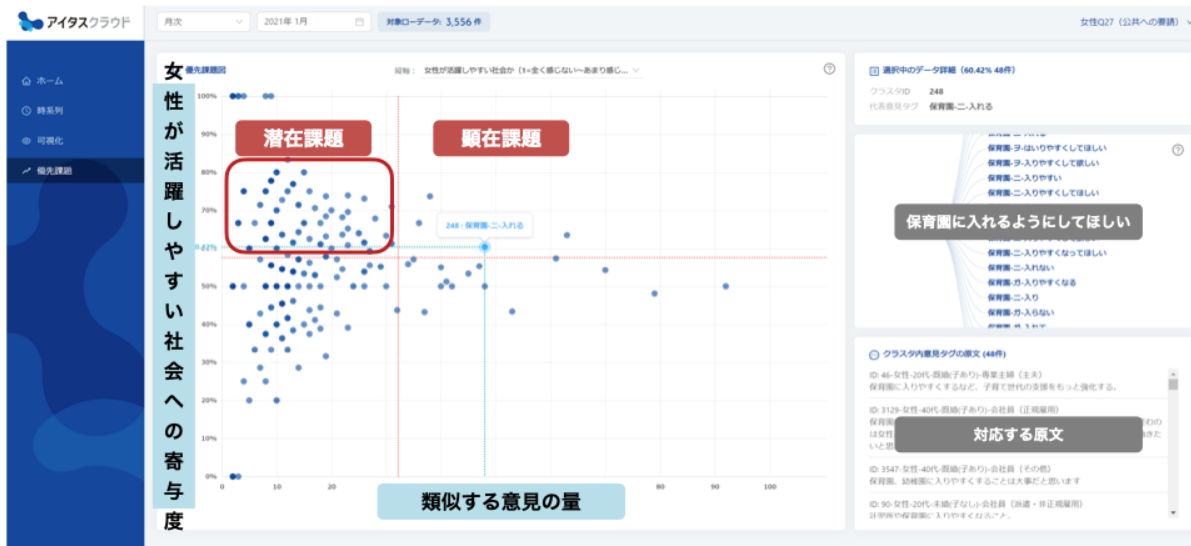 アイタスクラウド
月次
2021年 1月
対象ローデータ: 3,556 件
女性Q27（公共への要請）
ホーム
時系列
可視化
優先課題
優先課題図
縦軸： 女性が活躍しやすい社会か（1=全く感じない～あまり感じ...
女性が活躍しやすい社会への寄与度
100%
90%
80%
70%
50%
40%
30%
20%
10%
0%
潜在課題
顕在課題
248 : 保育園-ニ-入れる
0
10
20
80
90
100
類似する意見の量
選択中のデータ詳細（60.42% 48件）
クラスタID 248
代表意見タグ 保育園-ニ-入れる
保育園-ヲ-はいりやすくしてほしい
保育園-ヲ-入りやすくして欲しい
保育園-ニ-入りやすい
保育園-ニ-入りやすくしてほしい
保育園に入れるようにしてほしい
保育園-ニ-入りやすくなってほしい
保育園-ニ-入れない
保育園-ガ-入りやすくなる
保育園-ニ-入り
保育園-ガ-入らない
クラスタ内意見タグの原文 (48件)
ID: 46-女性-20代-既婚(子あり)-専業主婦（主夫）
保育園に入りやすくするなど、子育て世代の支援をもっと強化する。
ID: 3129-女性-40代-既婚(子あり)-会社員（正規雇用）
対応する原文
ID: 3547-女性-40代-既婚(子あり)-会社員（その他）
保育園、幼稚園に入りやすくすることは大事だと思います
ID: 90-女性-20代-未婚(子なし)-会社員（派遣・非正規雇用）